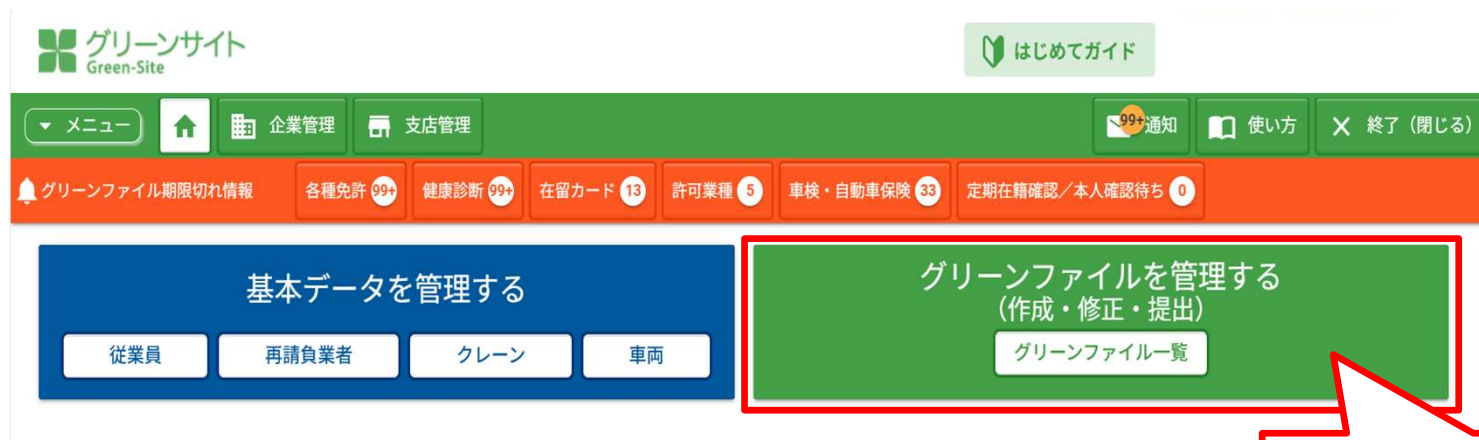 グリーンサイト
Green-Site
はじめてガイド
メニュー 企業管理 支店管理 99+ 通知 使い方 終了（閉じる）
グリーンファイル期限切れ情報 各種免許 99+ 健康診断 99+ 在留カード 13 許可業種 5 車検・自動車保険 33 定期在籍確認／本人確認待ち 0
基本データを管理する
従業員 再請負業者 クレーン 車両
グリーンファイルを管理する
（作成・修正・提出）
グリーンファイル一覧